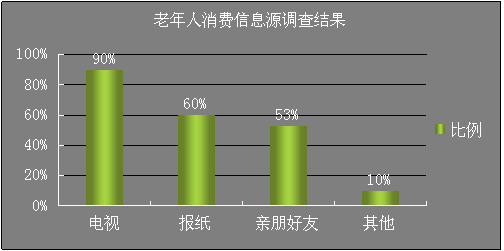 老年人消费信息源调查结果
100%
80%
60%
40%
20%
0%
90%
60%
53%
10%
电视
报纸
亲朋好友
其他
比例